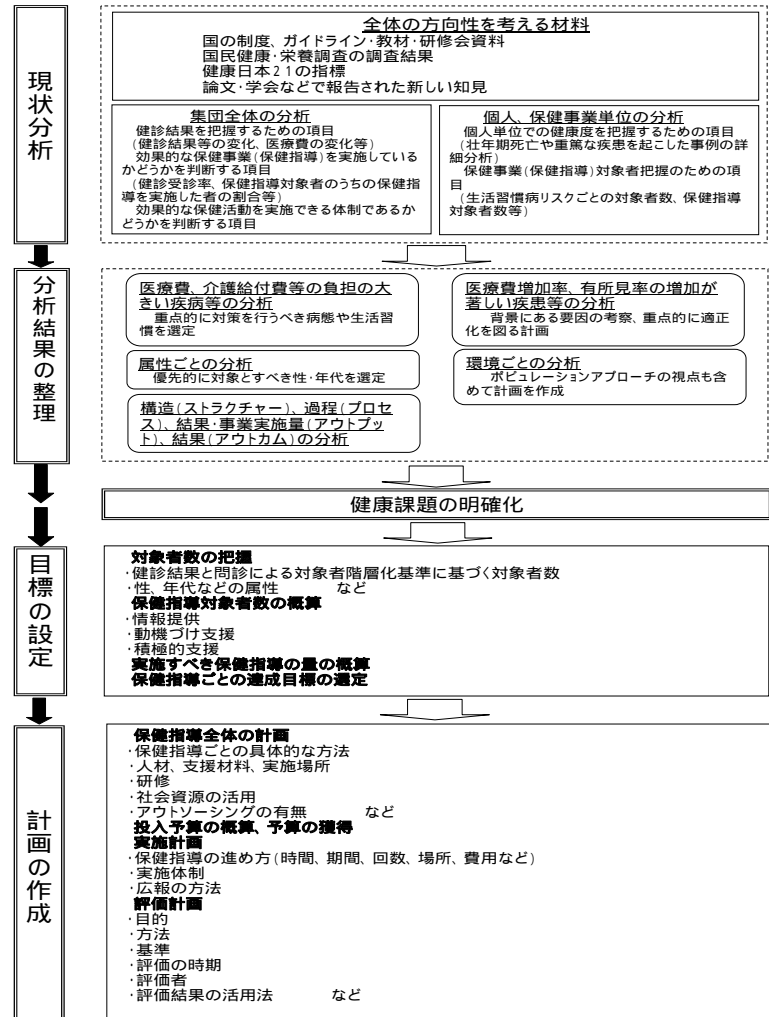 現状分析
全体の方向性を考える材料
国の制度、ガイドライン・教材・研修会資料
国民健康・栄養調査の調査結果
健康日本21の指標
論文・学会などで報告された新しい知見
集団全体の分析
健診結果を把握するための項目
(健診結果等の変化、医療費の変化等)
効果的な保健事業(保健指導)を実施している
かどうかを判断する項目
(健診受診率、保健指導対象者のうちの保健指
導を実施した者の割合等)
効果的な保健活動を実施できる体制であるか
どうかを判断する項目
個人、保健事業単位の分析
個人単位での健康度を把握するための項目
(壮年期死亡や重篤な疾患を起こした事例の詳
細分析)
保健事業(保健指導)対象者把握のための項
目
(生活習慣病リスクごとの対象者数、保健指導
対象者数等)
分析結果の整理
医療費、介護給付費等の負担の大
きい疾病等の分析
重点的に対策を行うべき病態や生活習
慣を選定
医療費増加率、有所見率の増加が
著しい疾患等の分析
背景にある要因の考察、重点的に適正
化を図る計画
属性ごとの分析
優先的に対象とすべき性・年代を選定
環境ごとの分析
ポピュレーションアプローチの視点も含
めて計画を作成
構造(ストラクチャー)、過程(プロセ
ス)、結果・事業実施量(アウトプッ
ト)、結果(アウトカム)の分析
健康課題の明確化
目標の設定
対象者数の把握
・健診結果と問診による対象者階層化基準に基づく対象者数
・性、年代などの属性 など
保健指導対象者数の概算
・情報提供
・動機づけ支援
・積極的支援
実施すべき保健指導の量の概算
保健指導ごとの達成目標の選定
計画の作成
保健指導全体の計画
・保健指導ごとの具体的な方法
・人材、支援材料、実施場所
・研修
・社会資源の活用
・アウトソーシングの有無 など
投入予算の概算、予算の獲得
実施計画
・保健指導の進め方(時間、期間、回数、場所、費用など)
・実施体制
・広報の方法
評価計画
・目的
・方法
・基準
・評価の時期
・評価者
・評価結果の活用法 など